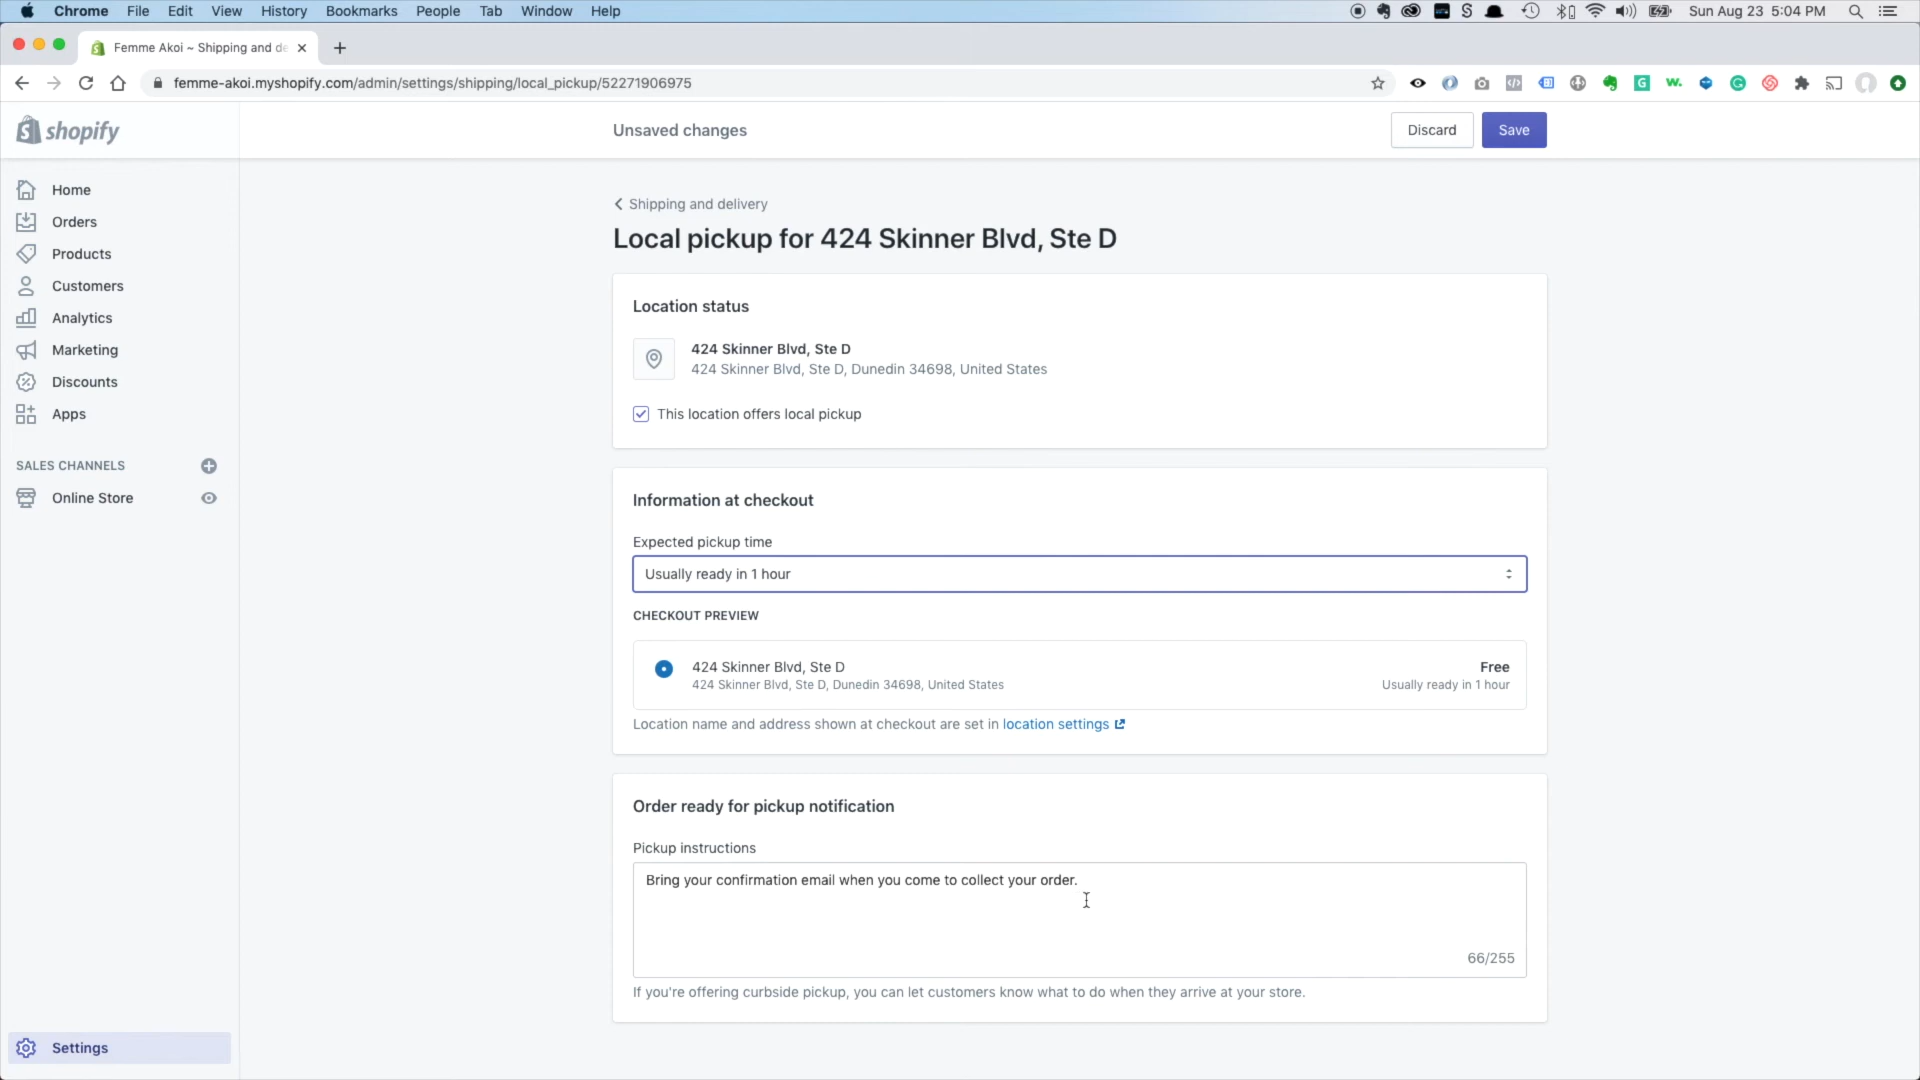 Chrome File Edit View History Bookmarks People Tab Window Help
Sun Aug 23 5:04 PM
Femme Akoi ~ Shipping and de
femme-akoi.myshopify.com/admin/settings/shipping/local_pickup/52271906975
shopify
Unsaved changes
Discard
Save
Home
Orders
Products
Customers
Analytics
Marketing
Discounts
Apps
SALES CHANNELS
Online Store
Settings
Shipping and delivery
Local pickup for 424 Skinner Blvd, Ste D
Location status
424 Skinner Blvd, Ste D
424 Skinner Blvd, Ste D, Dunedin 34698, United States
This location offers local pickup
Information at checkout
Expected pickup time
Usually ready in 1 hour
CHECKOUT PREVIEW
424 Skinner Blvd, Ste D Free
424 Skinner Blvd, Ste D, Dunedin 34698, United States Usually ready in 1 hour
Location name and address shown at checkout are set in location settings
Order ready for pickup notification
Pickup instructions
Bring your confirmation email when you come to collect your order.
66/255
If you're offering curbside pickup, you can let customers know what to do when they arrive at your store.